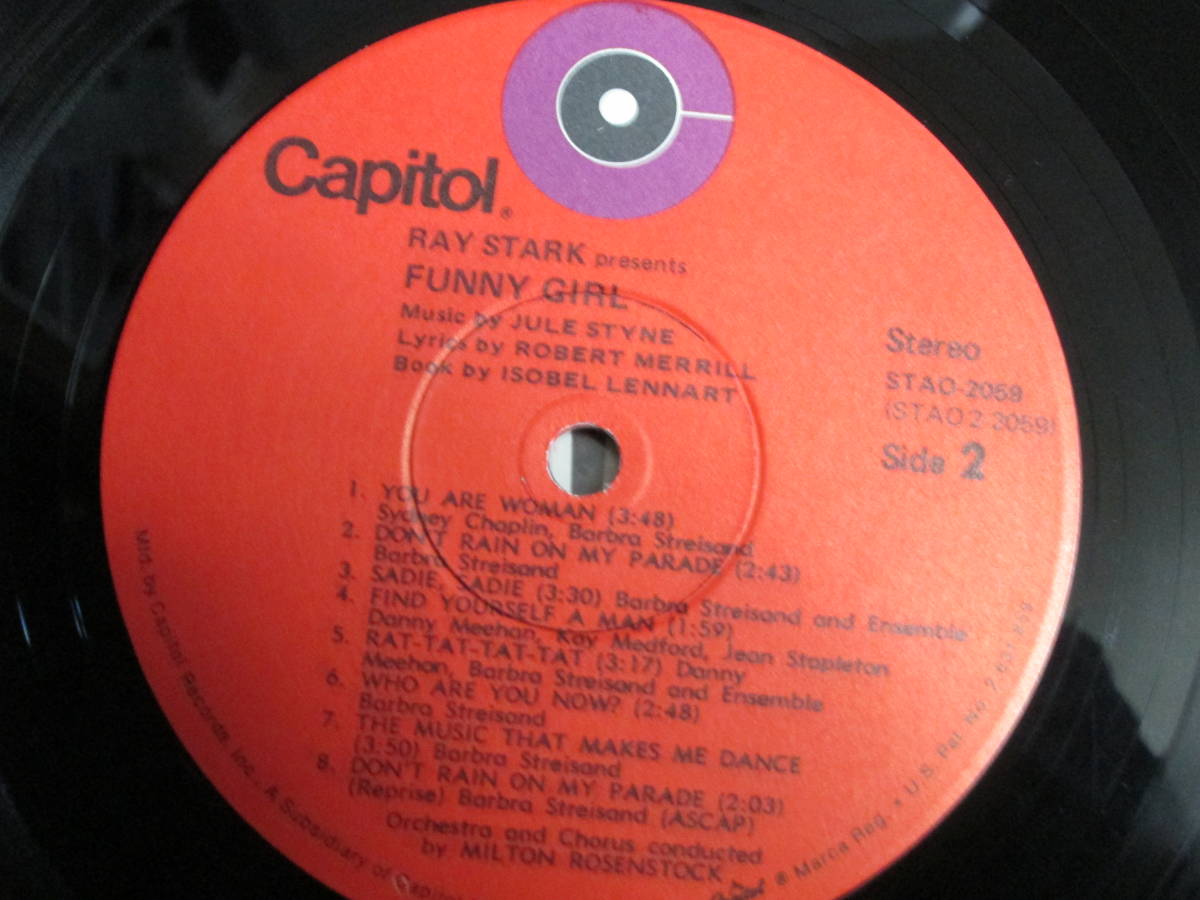 Capitol®
RAY STARK presents
FUNNY GIRL
Music by JULE STYNE
Lyrics by ROBERT MERRILL
Book by ISOBEL LENNART
Stereo
STAO-2059
(STAO2 2059)
Side 2
1. YOU ARE WOMAN (3:48)
Sydney Chaplin, Barbra Streisand
2. DON'T RAIN ON MY PARADE (2:43)
Barbra Streisand
3. SADIE, SADIE (3:30) Barbra Streisand and Ensemble
4. FIND YOURSELF A MAN (1:59)
Danny Meehan, Kay Medford, Jean Stapleton
5. RAT-TAT-TAT-TAT (3:17) Danny
Meehan, Barbra Streisand and Ensemble
6. WHO ARE YOU NOW? (2:48)
Barbra Streisand
7. THE MUSIC THAT MAKES ME DANCE
(3:50) Barbra Streisand
8. DON'T RAIN ON MY PARADE (2:03)
(Reprise) Barbra Streisand (ASCAP)
Orchestra and Chorus conducted
by MILTON ROSENSTOCK
Mfd. by Capitol Records, Inc., A Subsidiary of Capitol
® Marca Reg. • U.S. Pat. No.